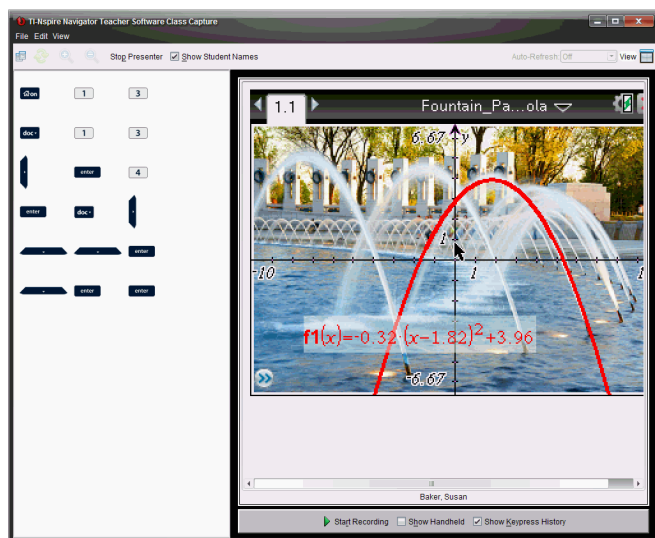 TI-Nspire Navigator Teacher Software Class Capture
File Edit View
Stop Presenter Show Student Names Auto-Refresh: Off View
on 1 3
doc 1 3
enter 4
enter doc
enter
enter enter
1.1 Fountain_Pa...ola
6.67 y
1
-10 1 1
f1(x)=-0.32·(x-1.82)²+3.96
-6.67
Baker, Susan
Start Recording Show Handheld Show Keypress History